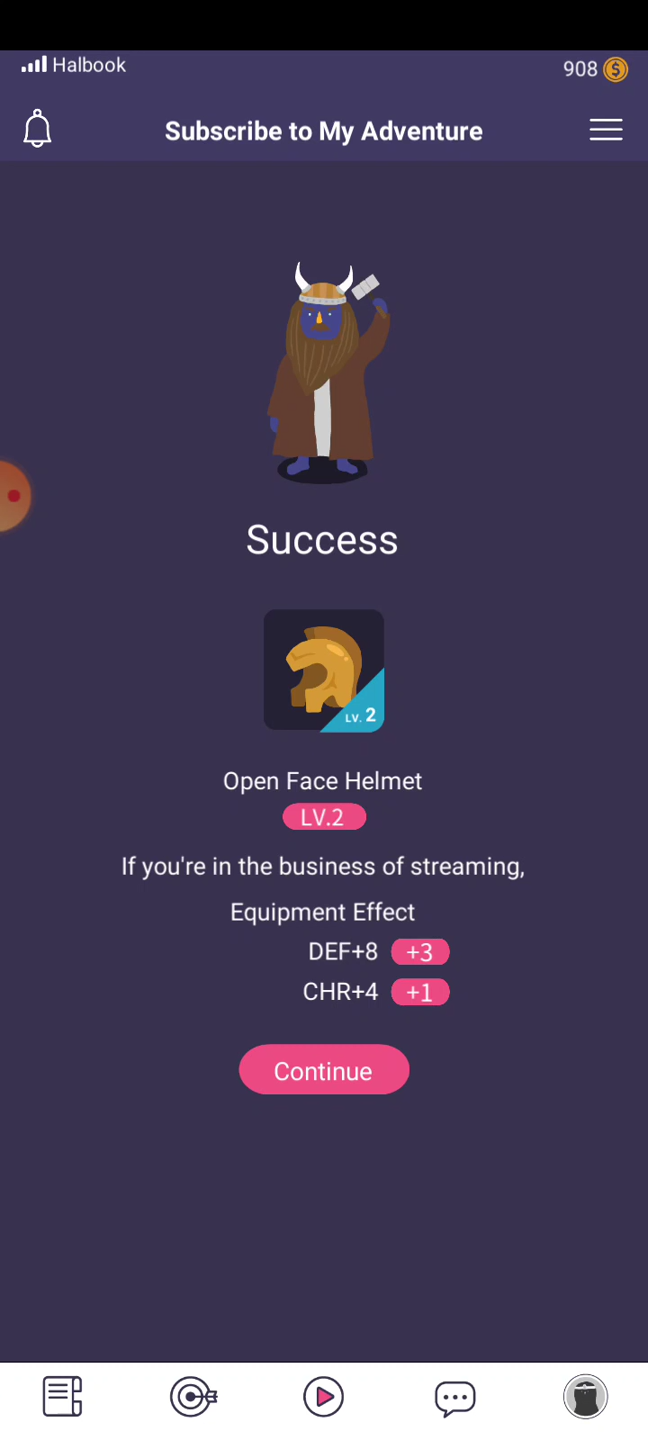 Halbook
908
Subscribe to My Adventure
Success
LV. 2
Open Face Helmet
LV.2
If you're in the business of streaming,
Equipment Effect
DEF+8 +3
CHR+4 +1
Continue